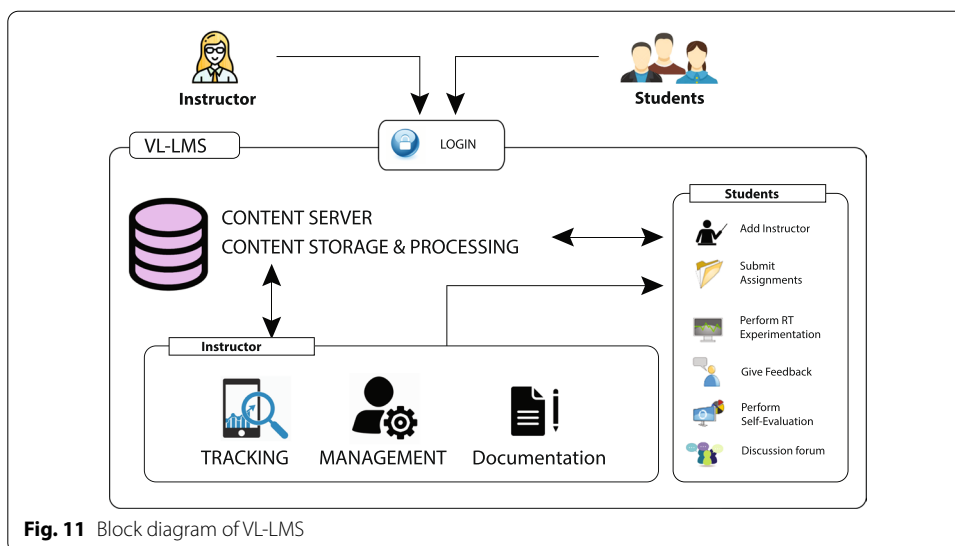 Instructor
Students
LOGIN
VL-LMS
CONTENT SERVER
CONTENT STORAGE & PROCESSING
Students
Add Instructor
Submit
Assignments
Perform RT
Experimentation
Give Feedback
Perform
Self-Evaluation
Discussion forum
Instructor
TRACKING
MANAGEMENT
Documentation
Fig. 11 Block diagram of VL-LMS